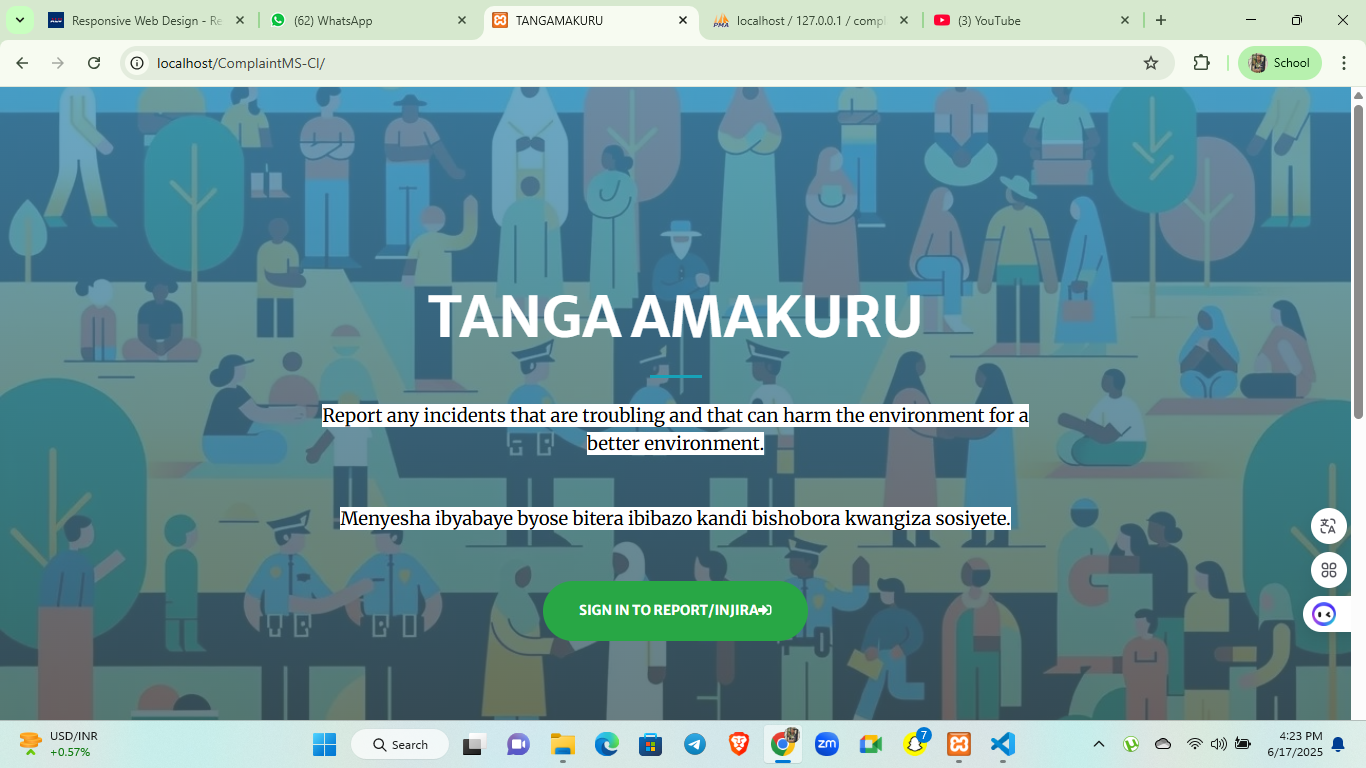 Responsive Web Design - Re
(62) WhatsApp
TANGAMAKURU
localhost / 127.0.0.1 / compl
(3) YouTube
localhost/ComplaintMS-CI/
School
TANGA AMAKURU
Report any incidents that are troubling and that can harm the environment for a
better environment.
Menyesha ibyabaye byose bitera ibibazo kandi bishobora kwangiza sosiyete.
SIGN IN TO REPORT/INJIRA
USD/INR
+0.57%
Search
zm
7
4:23 PM
6/17/2025